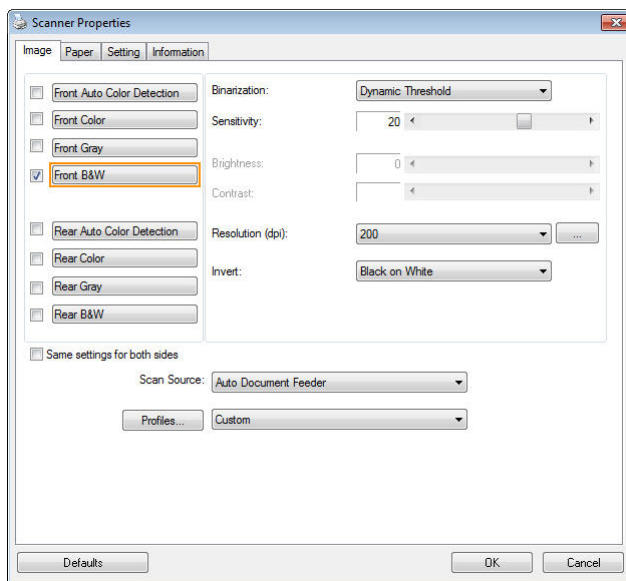 Scanner Properties
Image Paper Setting Information
Front Auto Color Detection
Front Color
Front Gray
Front B&W
Rear Auto Color Detection
Rear Color
Rear Gray
Rear B&W
Binarization: Dynamic Threshold
Sensitivity: 20
Brightness: 0
Contrast:
Resolution (dpi): 200 ...
Invert: Black on White
Same settings for both sides
Scan Source: Auto Document Feeder
Profiles... Custom
Defaults OK Cancel